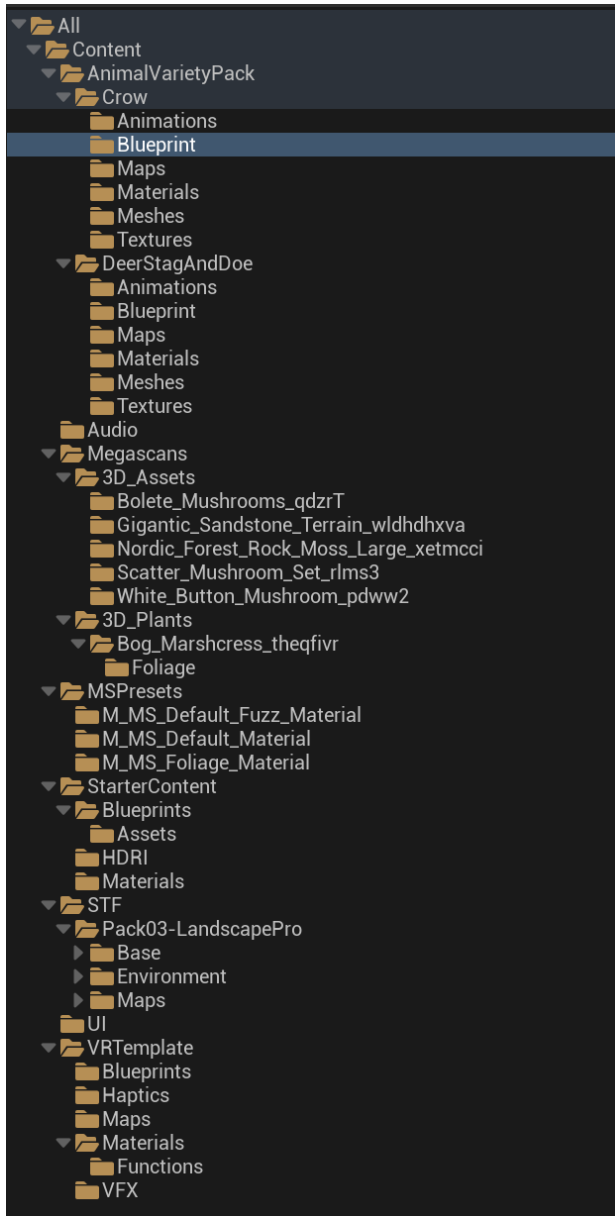 All
Content
AnimalVarietyPack
Crow
Animations
Blueprint
Maps
Materials
Meshes
Textures
DeerStagAndDoe
Animations
Blueprint
Maps
Materials
Meshes
Textures
Audio
Megascans
3D_Assets
Bolete_Mushrooms_qdzrT
Gigantic_Sandstone_Terrain_wldhdhxva
Nordic_Forest_Rock_Moss_Large_xetmcci
Scatter_Mushroom_Set_rlms3
White_Button_Mushroom_pdww2
3D_Plants
Bog_Marshcress_theqfivr
Foliage
MSPresets
M_MS_Default_Fuzz_Material
M_MS_Default_Material
M_MS_Foliage_Material
StarterContent
Blueprints
Assets
HDRI
Materials
STF
Pack03-LandscapePro
Base
Environment
Maps
UI
VRTemplate
Blueprints
Haptics
Maps
Materials
Functions
VFX